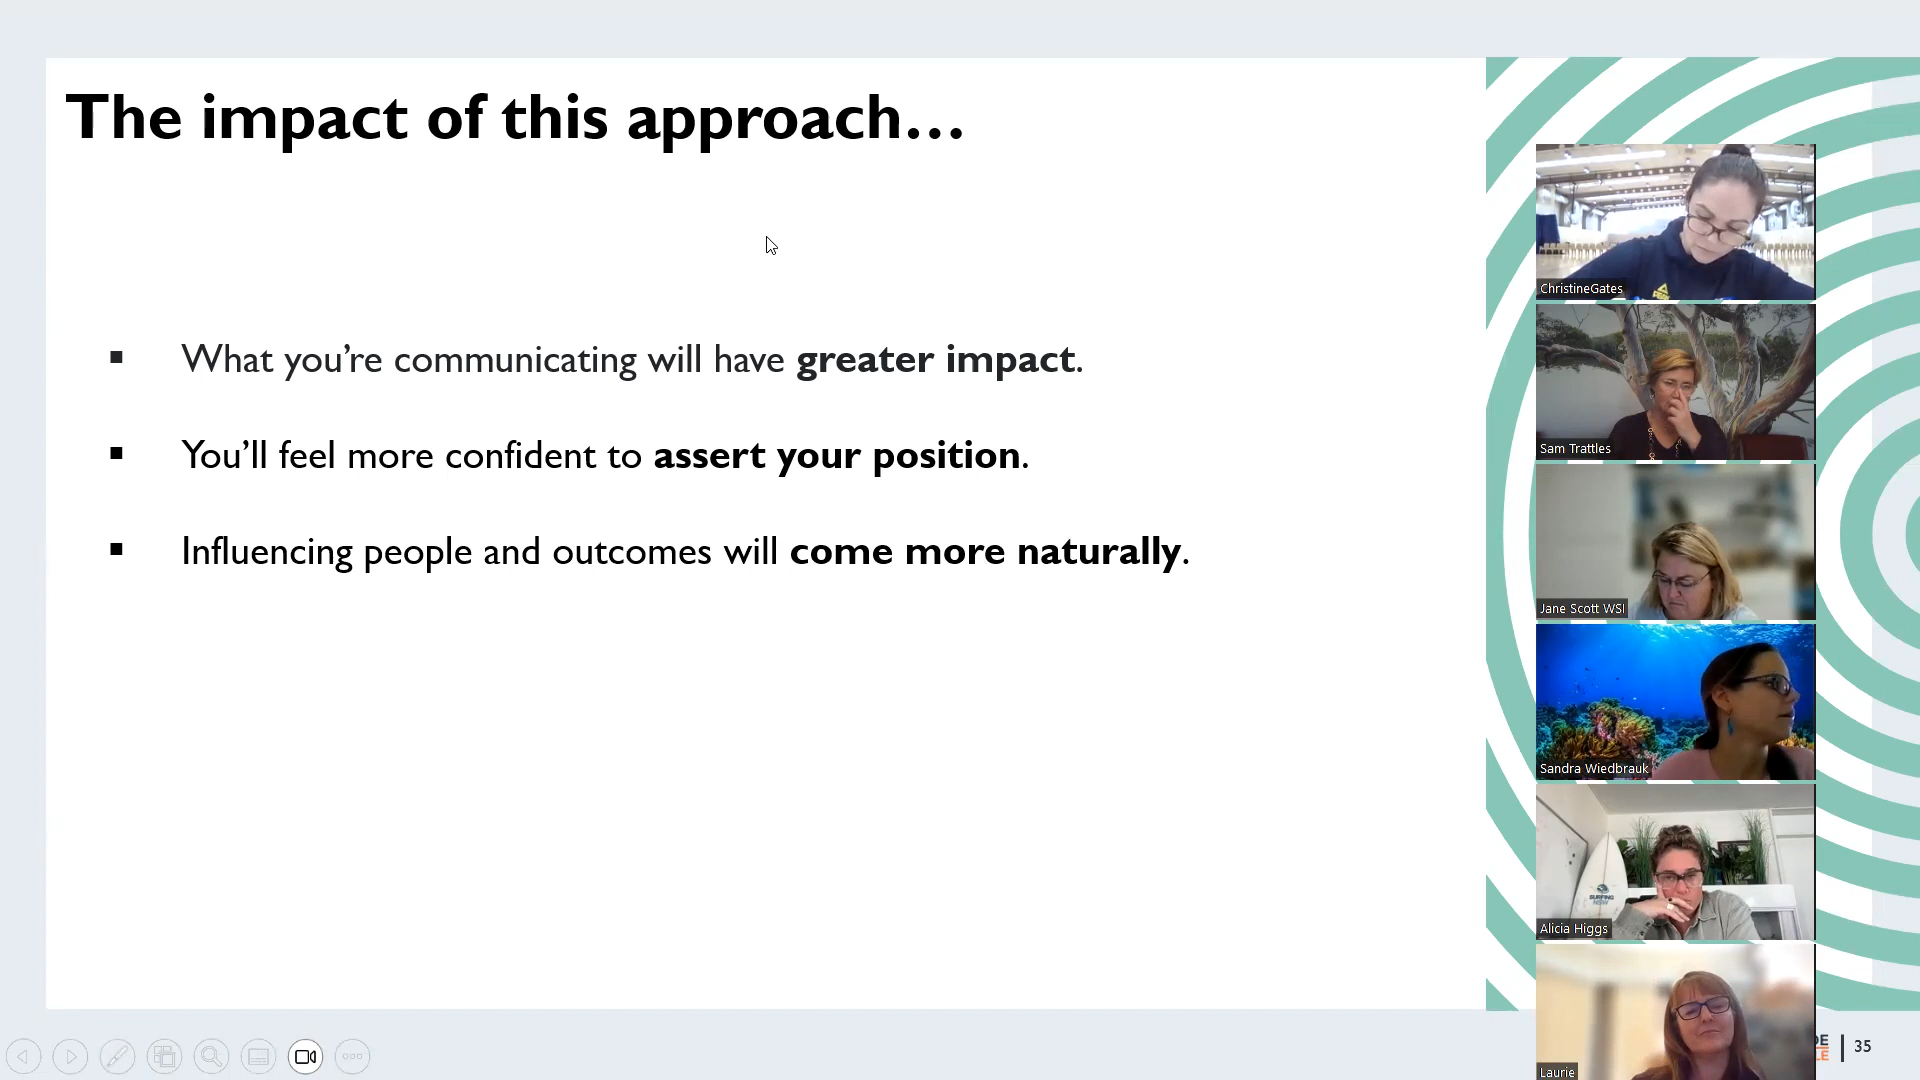 The impact of this approach...
▪ What you’re communicating will have greater impact.
▪ You’ll feel more confident to assert your position.
▪ Influencing people and outcomes will come more naturally.
ChristineGates
Sam Trattles
Jane Scott WSI
Sandra Wiedbrauk
SURFING
NSW
Alicia Higgs
Laurie
35